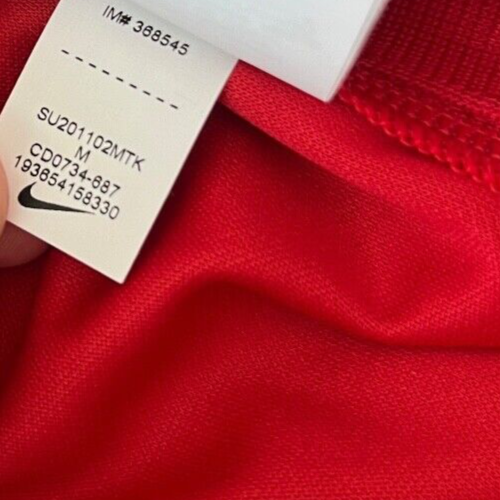 IM# 368545
---------
SU201102MTK
M
CD0734-687
193654158330